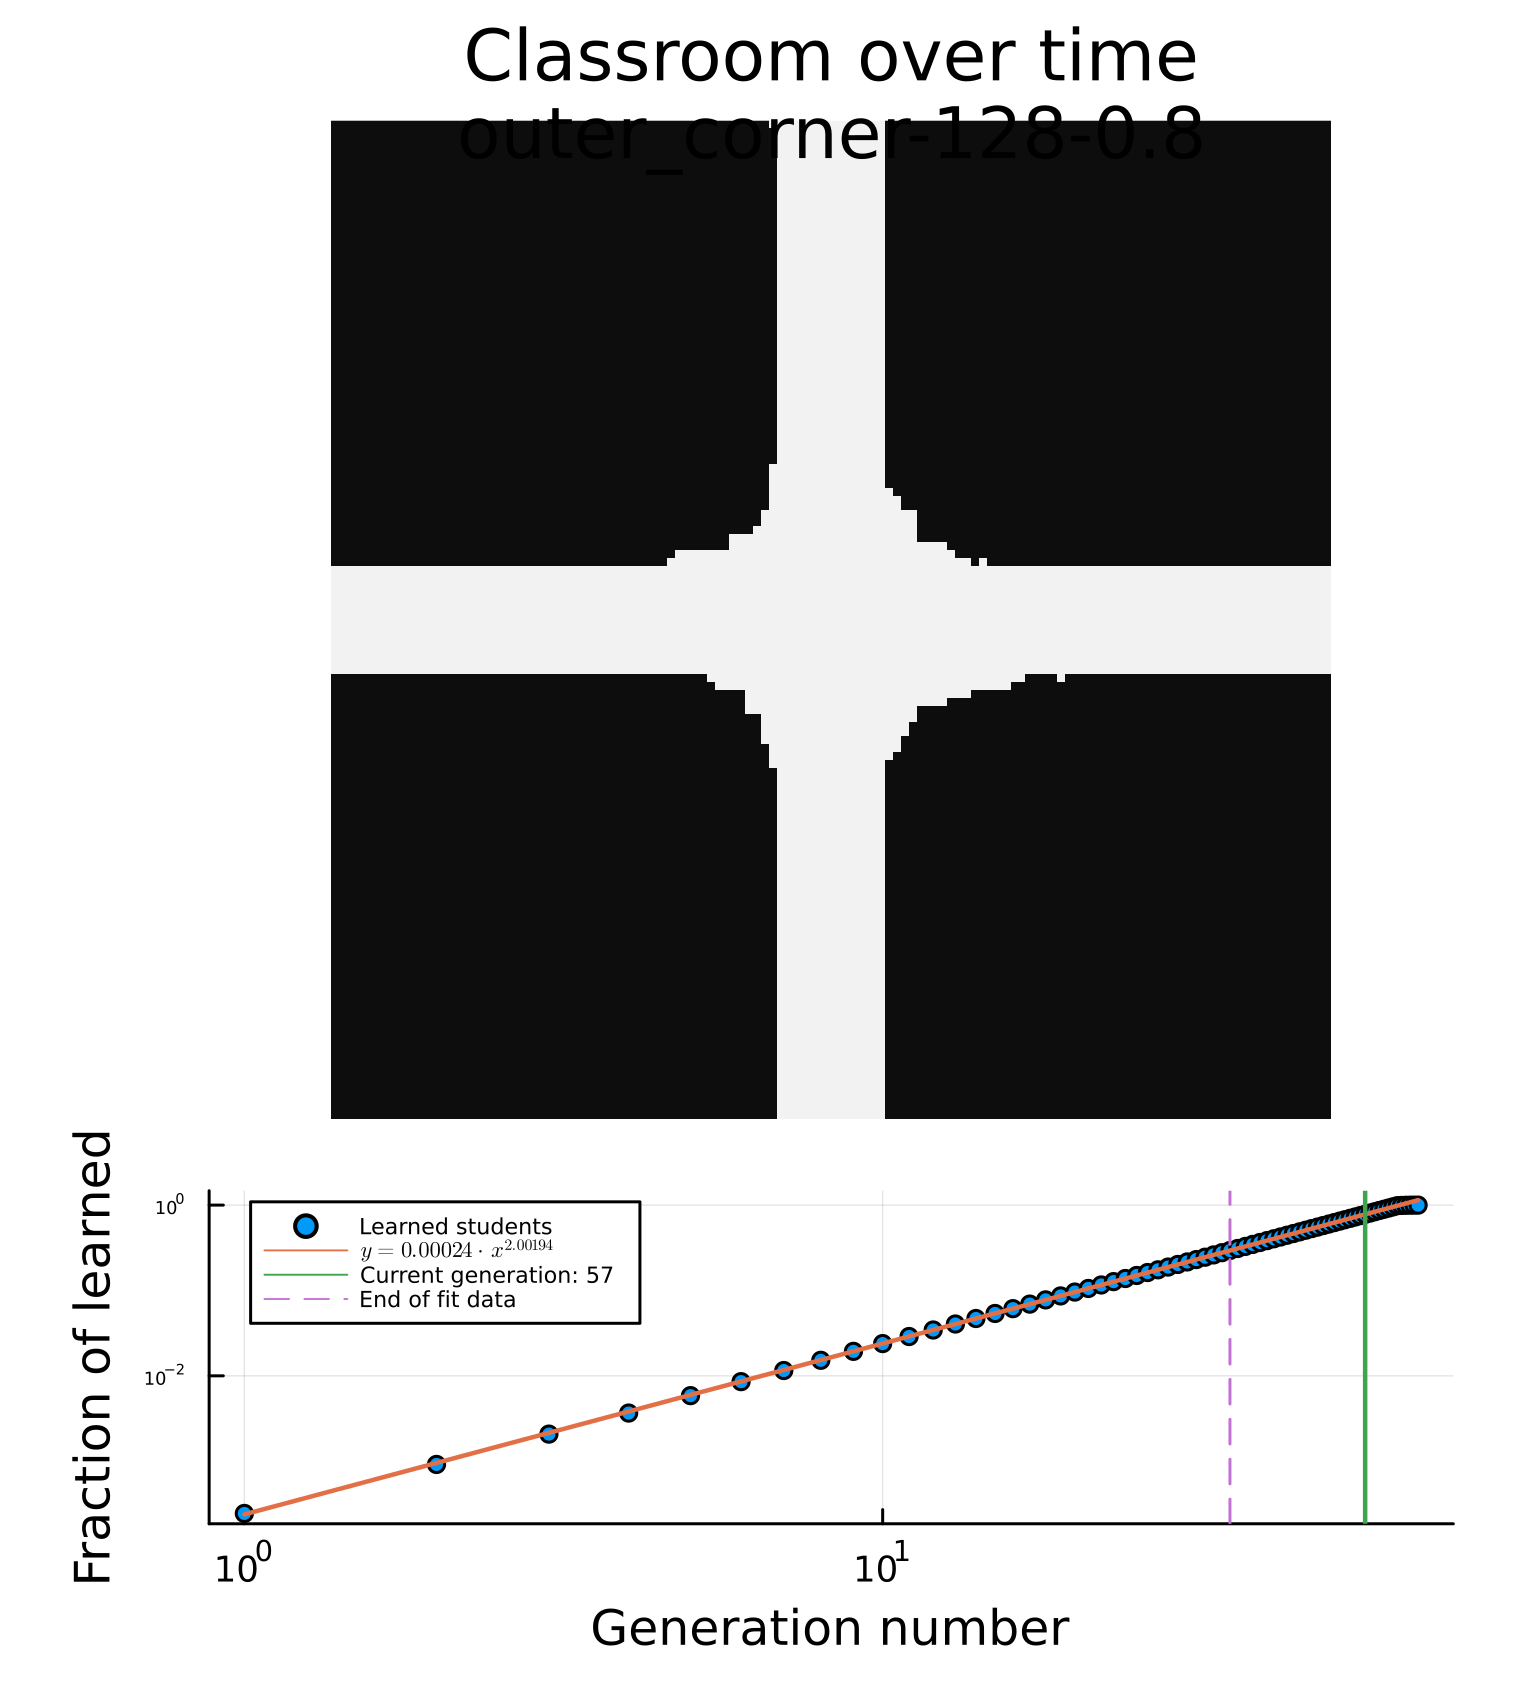 Classroom over time
outer_corner-128-0.8
Fraction of learned
10^0
10^-2
Learned students
y = 0.00024 · x^2.00194
Current generation: 57
End of fit data
10^0
10^1
Generation number